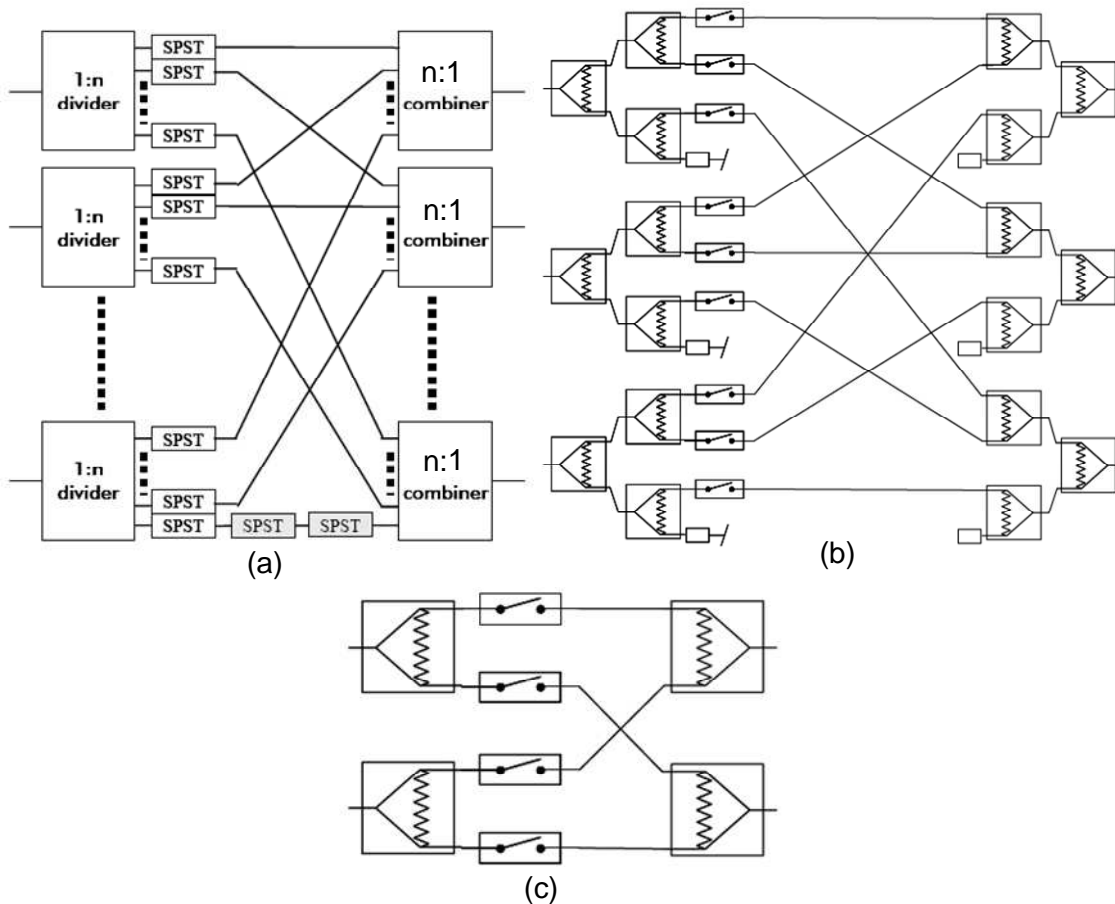 1:n
divider
SPST
SPST
SPST
n:1
combiner
1:n
divider
SPST
SPST
SPST
n:1
combiner
1:n
divider
SPST
SPST
SPST
SPST
SPST
n:1
combiner
(a)
(b)
(c)